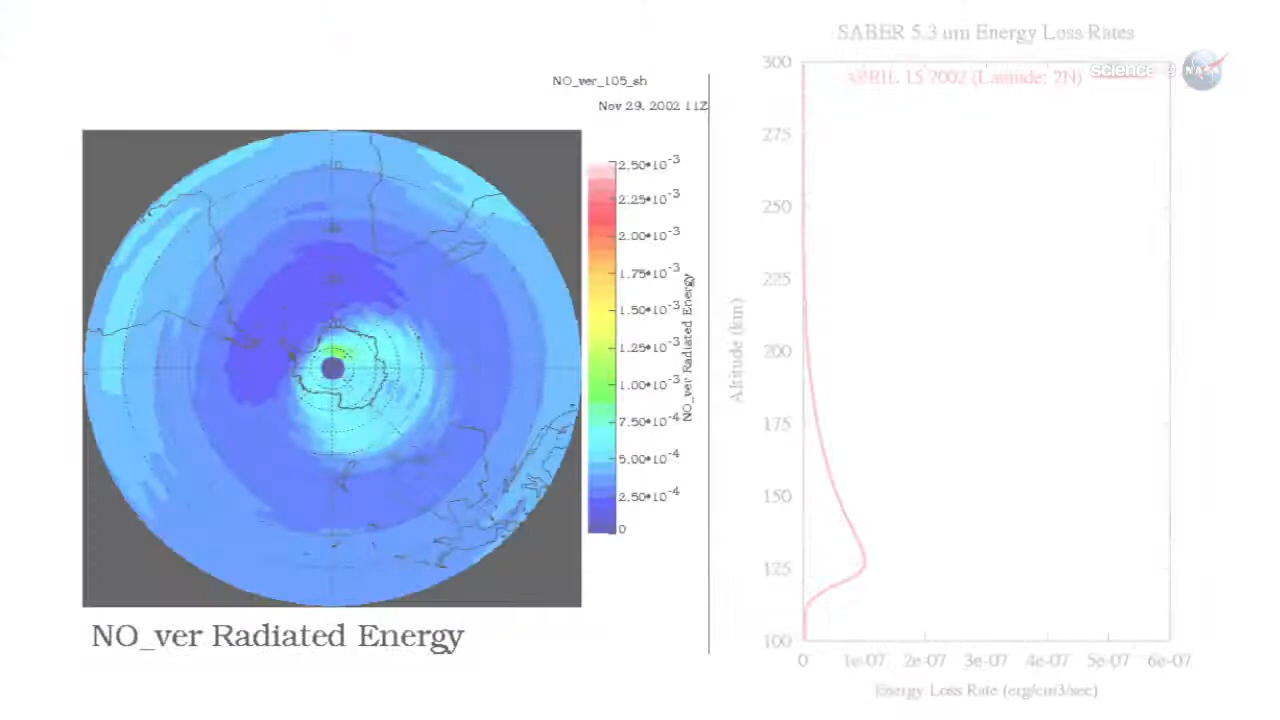 SABER 5.3 um Energy Loss Rates
APRIL 15 2002 (Latitude: 2N)
science @
NASA
NO_ver_105_sh
Nov 29, 2002 11Z
2.50*10-3
2.25*10-3
2.00*10-3
1.75*10-3
1.50*10-3
1.25*10-3
1.00*10-3
7.50*10-4
5.00*10-4
2.50*10-4
0
NO_ver Radiated Energy
NO_ver Radiated Energy
300
275
250
225
200
175
150
125
100
Altitude (km)
0 1e-07 2e-07 3e-07 4e-07 5e-07 6e-07
Energy Loss Rate (erg/cm3/sec)